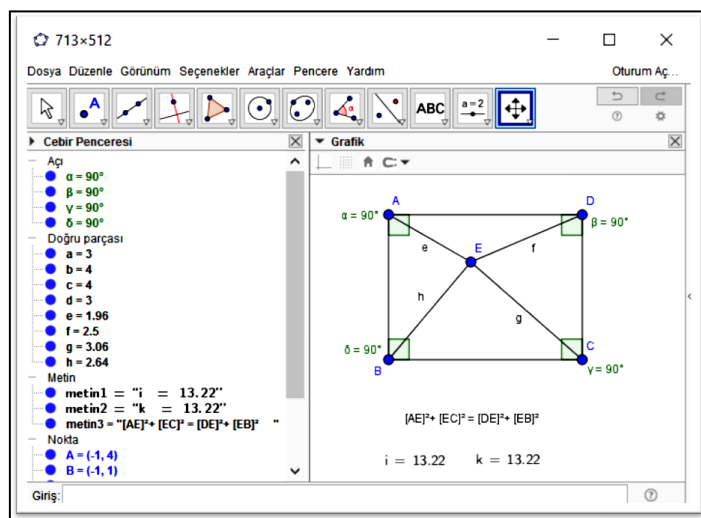 713×512
Dosya Düzenle Görünüm Seçenekler Araçlar Pencere Yardım Oturum Aç...
A ABC a = 2 α
Cebir Penceresi
Açı
α = 90°
β = 90°
γ = 90°
δ = 90°
Doğru parçası
a = 3
b = 4
c = 4
d = 3
e = 1.96
f = 2.5
g = 3.06
h = 2.64
Metin
metin1 = “i = 13.22”
metin2 = “k = 13.22”
metin3 = "[AE]²+ [EC]² = [DE]²+ [EB]² "
Nokta
A = (-1, 4)
B = (-1, 1)
Grafik
A D
α = 90° β = 90°
e E f
h g
δ = 90° C
B γ = 90°
[AE]²+ [EC]² = [DE]²+ [EB]²
i = 13.22 k = 13.22
Giriş: